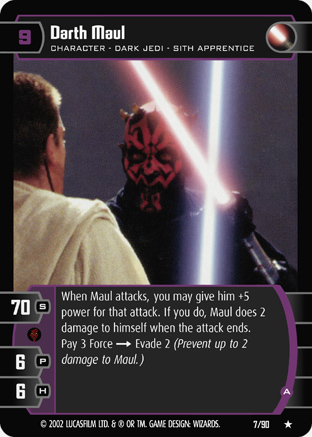 9
Darth Maul
CHARACTER - DARK JEDI - SITH APPRENTICE
70 S
6 P
6 H
When Maul attacks, you may give him +5
power for that attack. If you do, Maul does 2
damage to himself when the attack ends.
Pay 3 Force → Evade 2 (Prevent up to 2
damage to Maul.)
A
© 2002 LUCASFILM LTD. & ® OR TM. GAME DESIGN: WIZARDS.
7/90 ★